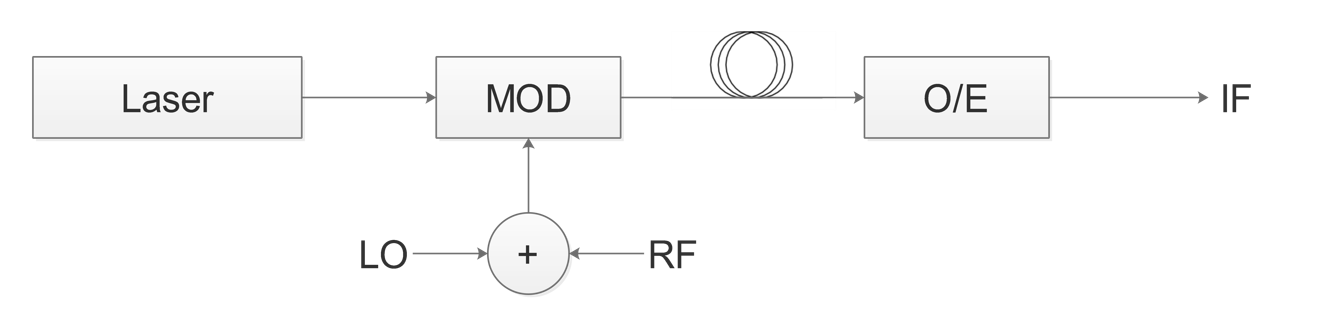 Laser
MOD
O/E
IF
LO
+
RF